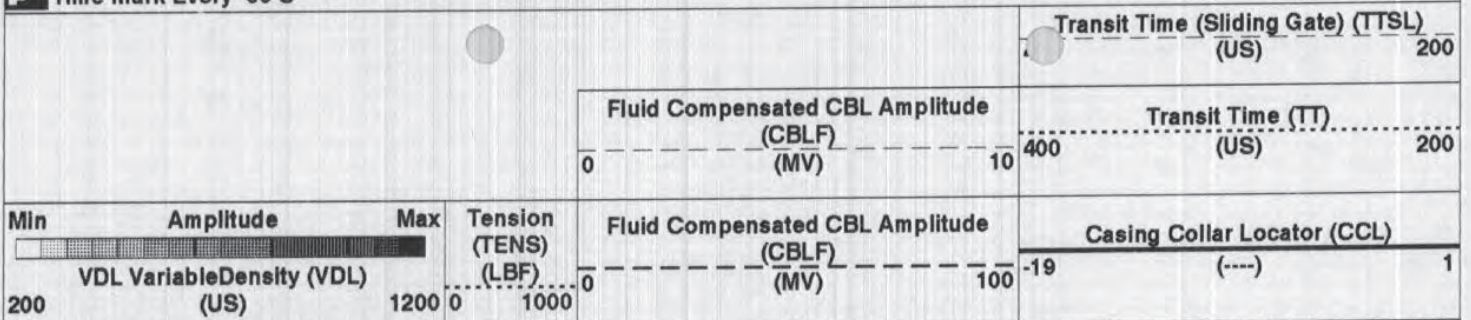 Time Mark Every 60 S
Transit Time (Sliding Gate) (TTSL)
(US) 200
Fluid Compensated CBL Amplitude
(CBLF)
0 (MV) 10
Transit Time (TT)
400 (US) 200
Min Amplitude Max
VDL VariableDensity (VDL)
200 (US) 1200
Tension
(TENS)
(LBF)
0 1000
Fluid Compensated CBL Amplitude
(CBLF)
0 (MV) 100
Casing Collar Locator (CCL)
-19 (----) 1